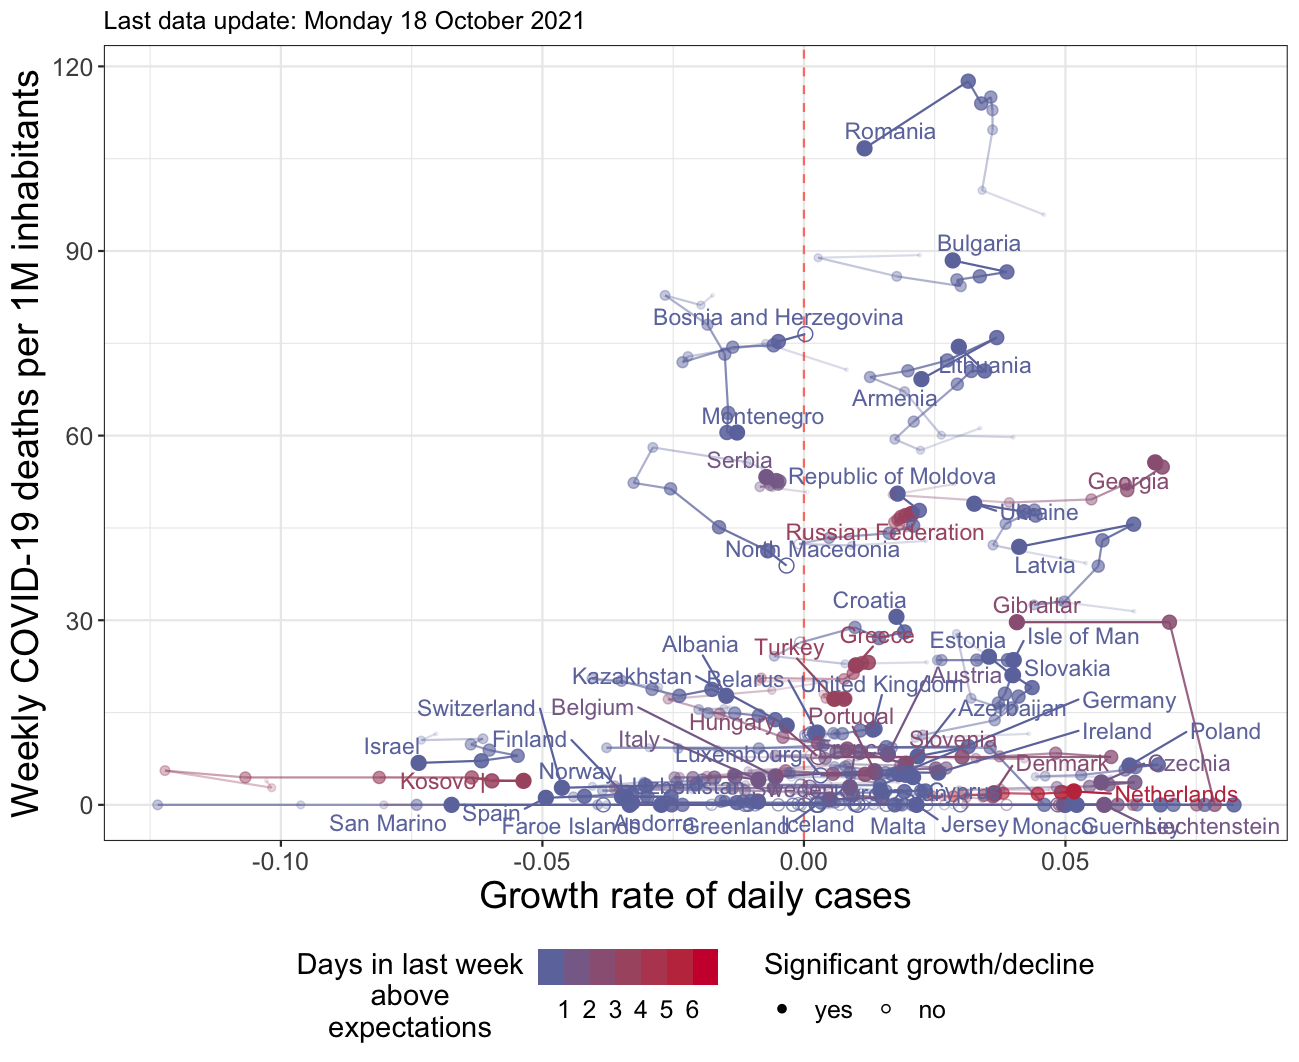 Last data update: Monday 18 October 2021
Weekly COVID-19 deaths per 1M inhabitants
120
90
60
30
0
Romania
Bulgaria
Bosnia and Herzegovina
Lithuania
Armenia
Montenegro
Serbia
Republic of Moldova
Georgia
Ukraine
Russian Federation
North Macedonia
Latvia
Croatia
Gibraltar
Greece
Estonia
Isle of Man
Albania
Turkey
Slovakia
Kazakhstan
Belarus
United Kingdom
Austria
Switzerland
Belgium
Hungary
Portugal
Azerbaijan
Germany
Israel
Finland
Italy
Luxembourg
Slovenia
Ireland
Poland
Kosovo
Norway
Uzbekistan
Sweden
Cyprus
Denmark
Czechia
Netherlands
San Marino
Spain
Faroe Islands
Andorra
Greenland
Iceland
Malta
Jersey
Monaco
Guernsey
Liechtenstein
-0.10
-0.05
0.00
0.05
Growth rate of daily cases
Days in last week
above
expectations
1 2 3 4 5 6
Significant growth/decline
yes
no